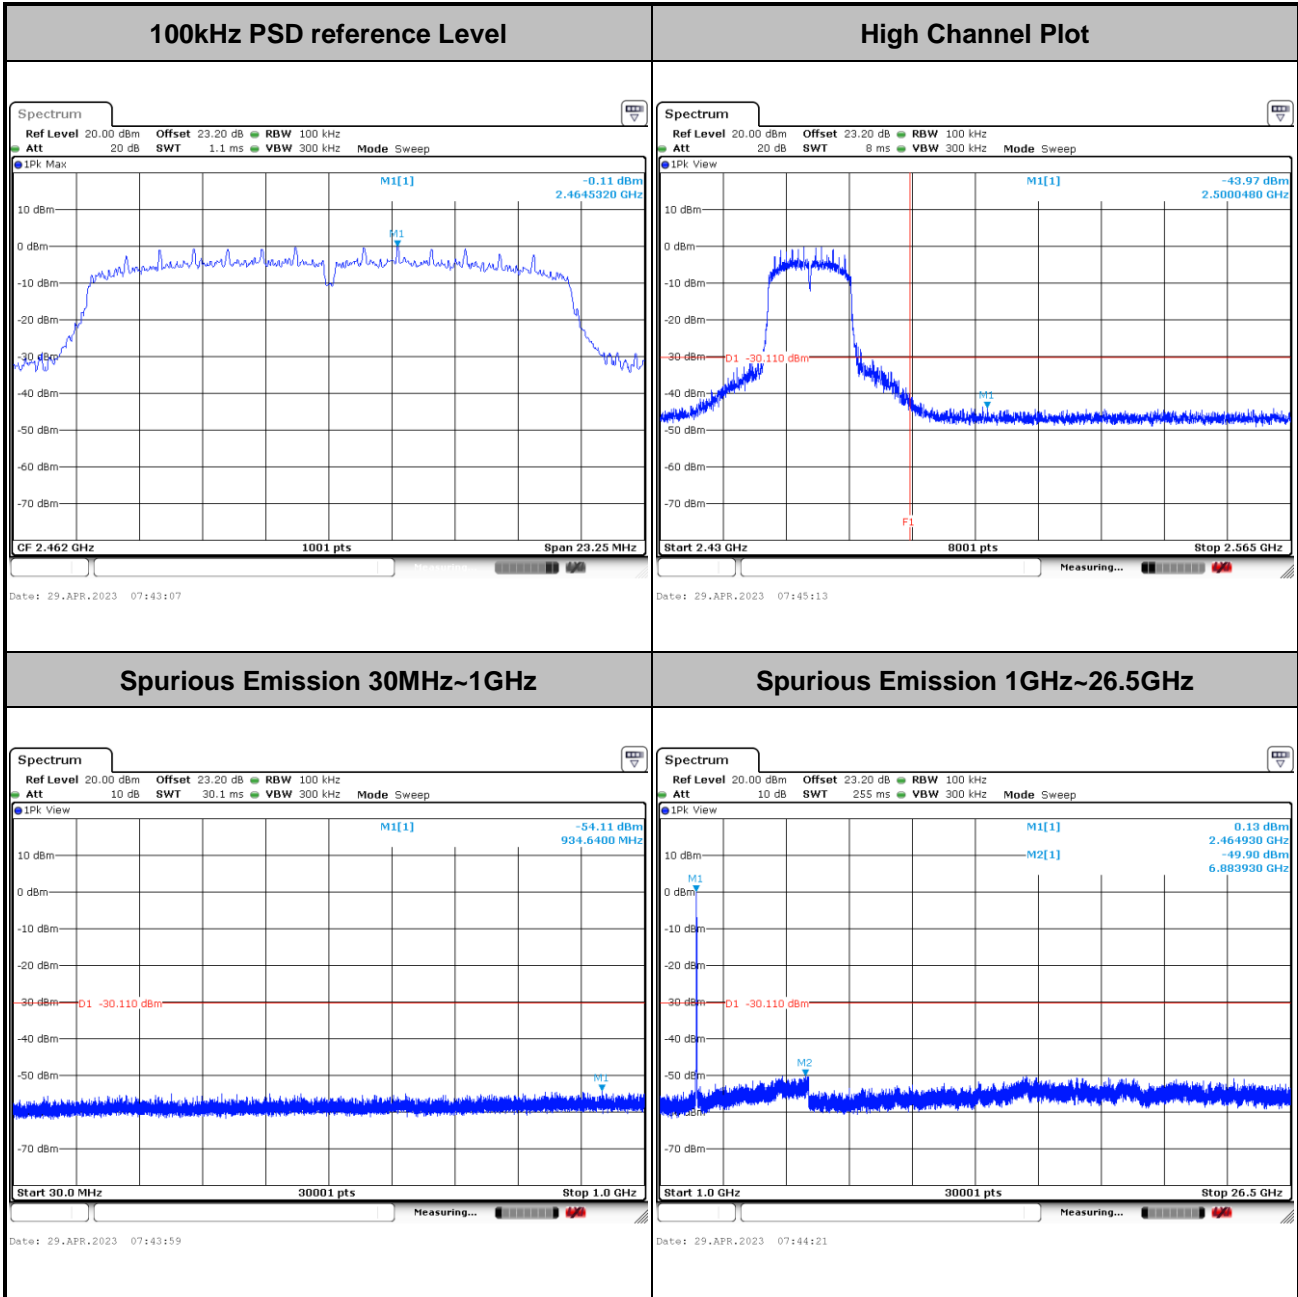 100kHz PSD reference Level
High Channel Plot
Spectrum
Ref Level 20.00 dBm Offset 23.20 dB RBW 100 kHz
Att 20 dB SWT 1.1 ms VBW 300 kHz Mode Sweep
1Pk Max
M1[1] -0.11 dBm
2.4645320 GHz
10 dBm
M1
0 dBm
-10 dBm
-20 dBm
-30 dBm
-40 dBm
-50 dBm
-60 dBm
-70 dBm
CF 2.462 GHz 1001 pts Span 23.25 MHz
Measuring...
Date: 29.APR.2023 07:43:07
Spectrum
Ref Level 20.00 dBm Offset 23.20 dB RBW 100 kHz
Att 20 dB SWT 8 ms VBW 300 kHz Mode Sweep
1Pk View
M1[1] -43.97 dBm
2.5000480 GHz
10 dBm
0 dBm
-10 dBm
-20 dBm
-30 dBm D1 -30.110 dBm
-40 dBm
M1
-50 dBm
-60 dBm
-70 dBm
F1
Start 2.43 GHz 8001 pts Stop 2.565 GHz
Measuring...
Date: 29.APR.2023 07:45:13
Spurious Emission 30MHz~1GHz
Spurious Emission 1GHz~26.5GHz
Spectrum
Ref Level 20.00 dBm Offset 23.20 dB RBW 100 kHz
Att 10 dB SWT 30.1 ms VBW 300 kHz Mode Sweep
1Pk View
M1[1] -54.11 dBm
934.6400 MHz
10 dBm
0 dBm
-10 dBm
-20 dBm
-30 dBm D1 -30.110 dBm
-40 dBm
-50 dBm
M1
-70 dBm
Start 30.0 MHz 30001 pts Stop 1.0 GHz
Measuring...
Date: 29.APR.2023 07:43:59
Spectrum
Ref Level 20.00 dBm Offset 23.20 dB RBW 100 kHz
Att 10 dB SWT 255 ms VBW 300 kHz Mode Sweep
1Pk View
M1[1] 0.13 dBm
2.464930 GHz
10 dBm M2[1] -49.90 dBm
6.883930 GHz
M1
0 dBm
-10 dBm
-20 dBm
-30 dBm D1 -30.110 dBm
-40 dBm
M2
-50 dBm
-60 dBm
-70 dBm
Start 1.0 GHz 30001 pts Stop 26.5 GHz
Measuring...
Date: 29.APR.2023 07:44:21